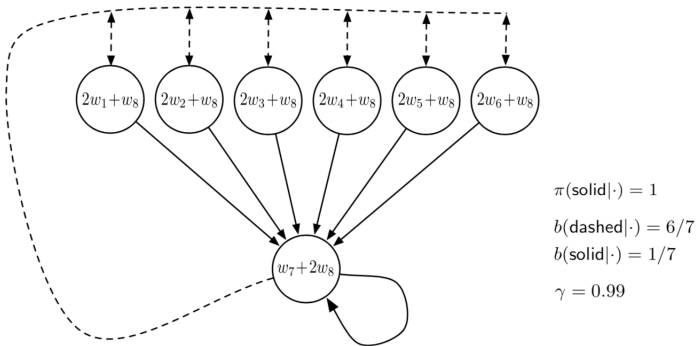 2w₁+w₈ 2w₂+w₈ 2w₃+w₈ 2w₄+w₈ 2w₅+w₈ 2w₆+w₈
π(solid|·) = 1
b(dashed|·) = 6/7
b(solid|·) = 1/7
w₇+2w₈
γ = 0.99